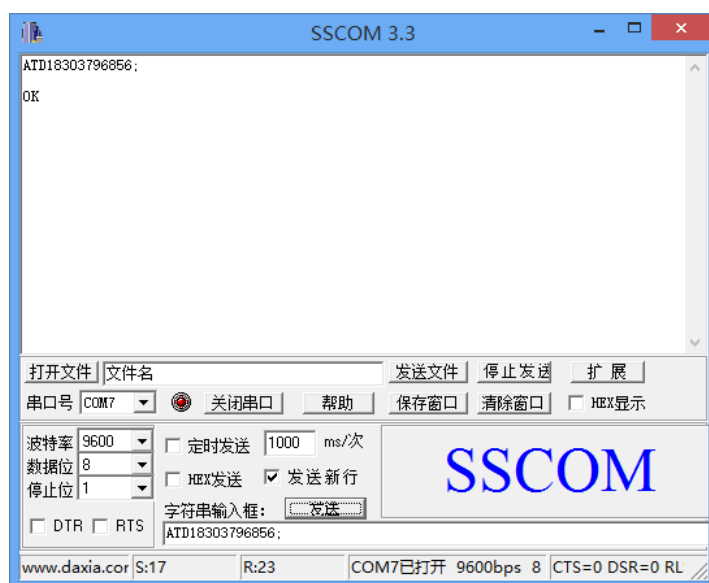 SSCOM 3.3
ATD18303796856;
OK
打开文件 文件名 发送文件 停止发送 扩 展
串口号 COM7 关闭串口 帮助 保存窗口 清除窗口 HEX显示
波特率 9600 定时发送 1000 ms/次
数据位 8 HEX发送 发送新行
停止位 1
SSCOM
DTR RTS 字符串输入框: 发送
ATD18303796856;
www.daxia.cor S:17 R:23 COM7已打开 9600bps 8 CTS=0 DSR=0 RL